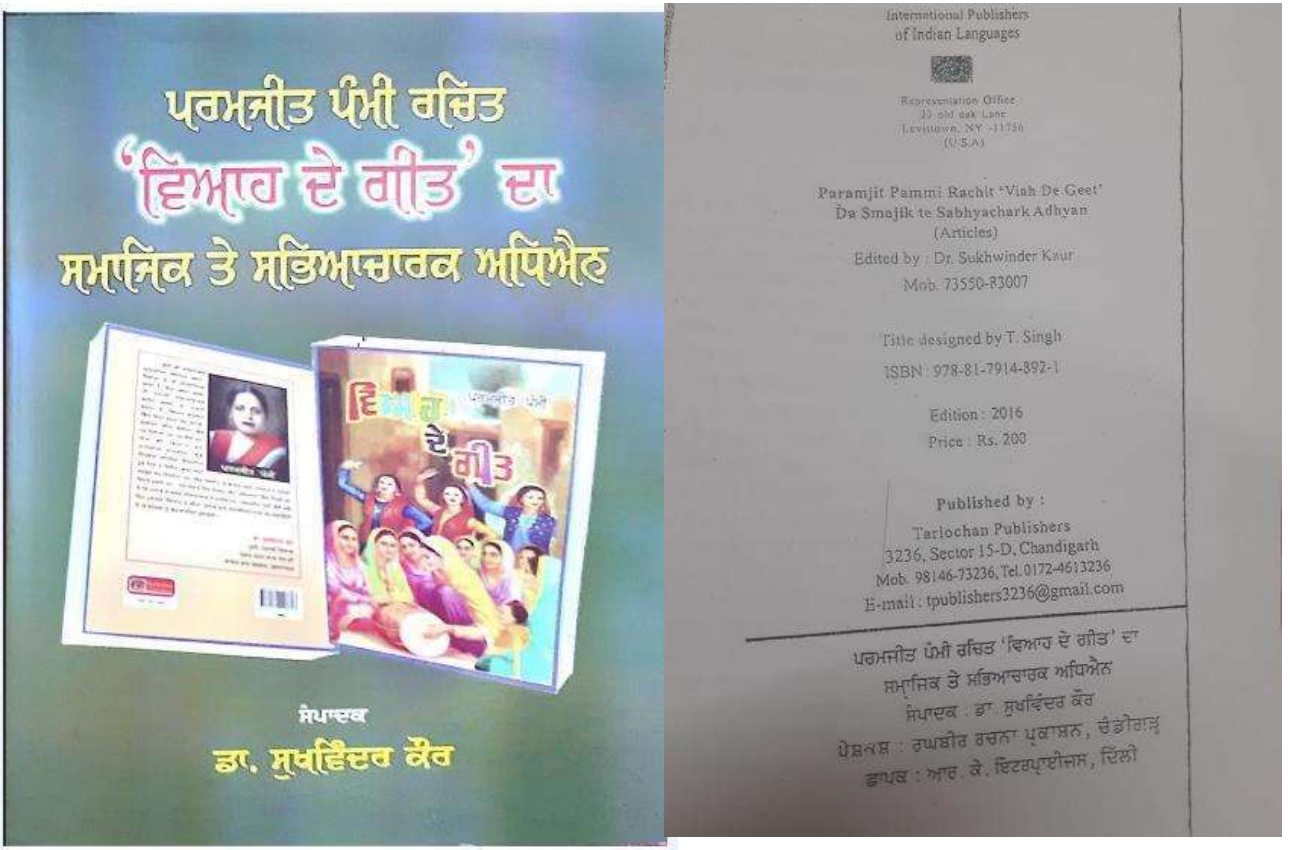 ਪਰਮਜੀਤ ਪੰਮੀ ਰਚਿਤ
‘ਵਿਆਹ ਦੇ ਗੀਤ’ ਦਾ
ਸਮਾਜਿਕ ਤੇ ਸਭਿਆਚਾਰਕ ਅਧਿਐਨ
ਪਰਮਜੀਤ ਪੰਮੀ
ਵਿਆਹ
ਪਰਮਜੀਤ ਪੰਮੀ
ਦੇ
ਗੀਤ
ਸੰਪਾਦਕ
ਡਾ. ਸੁਖਵਿੰਦਰ ਕੌਰ
International Publishers
of Indian Languages
Representation Office
33 old oak Lane
Levittown, NY -11756
(U.S.A)
Paramjit Pammi Rachit ‘Viah De Geet’
Da Smajik te Sabhyachark Adhyan
(Articles)
Edited by : Dr. Sukhwinder Kaur
Mob. 73550-83007
Title designed by T. Singh
ISBN : 978-81-7914-892-1
Edition : 2016
Price : Rs. 200
Published by :
Tarlochan Publishers
3236, Sector 15-D, Chandigarh
Mob. 98146-73236, Tel. 0172-4613236
E-mail : tpublishers3236@gmail.com
ਪਰਮਜੀਤ ਪੰਮੀ ਰਚਿਤ ‘ਵਿਆਹ ਦੇ ਗੀਤ’ ਦਾ
ਸਮਾਜਿਕ ਤੇ ਸਭਿਆਚਾਰਕ ਅਧਿਐਨ
ਸੰਪਾਦਕ : ਡਾ. ਸੁਖਵਿੰਦਰ ਕੌਰ
ਪੇਸ਼ਕਸ਼ : ਰਘਬੀਰ ਰਚਨਾ ਪ੍ਰਕਾਸ਼ਨ, ਚੰਡੀਗੜ੍ਹ
ਛਾਪਕ : ਆਰ. ਕੇ. ਇੰਟਰਪ੍ਰਾਈਜਸ, ਦਿੱਲੀ